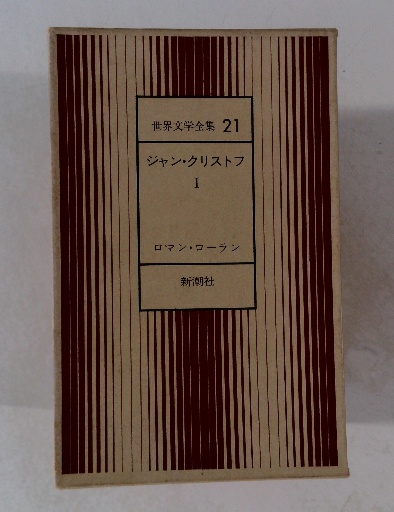 世界文学全集 21
ジャン・クリストフ
I
ロマン・ローラン
新潮社